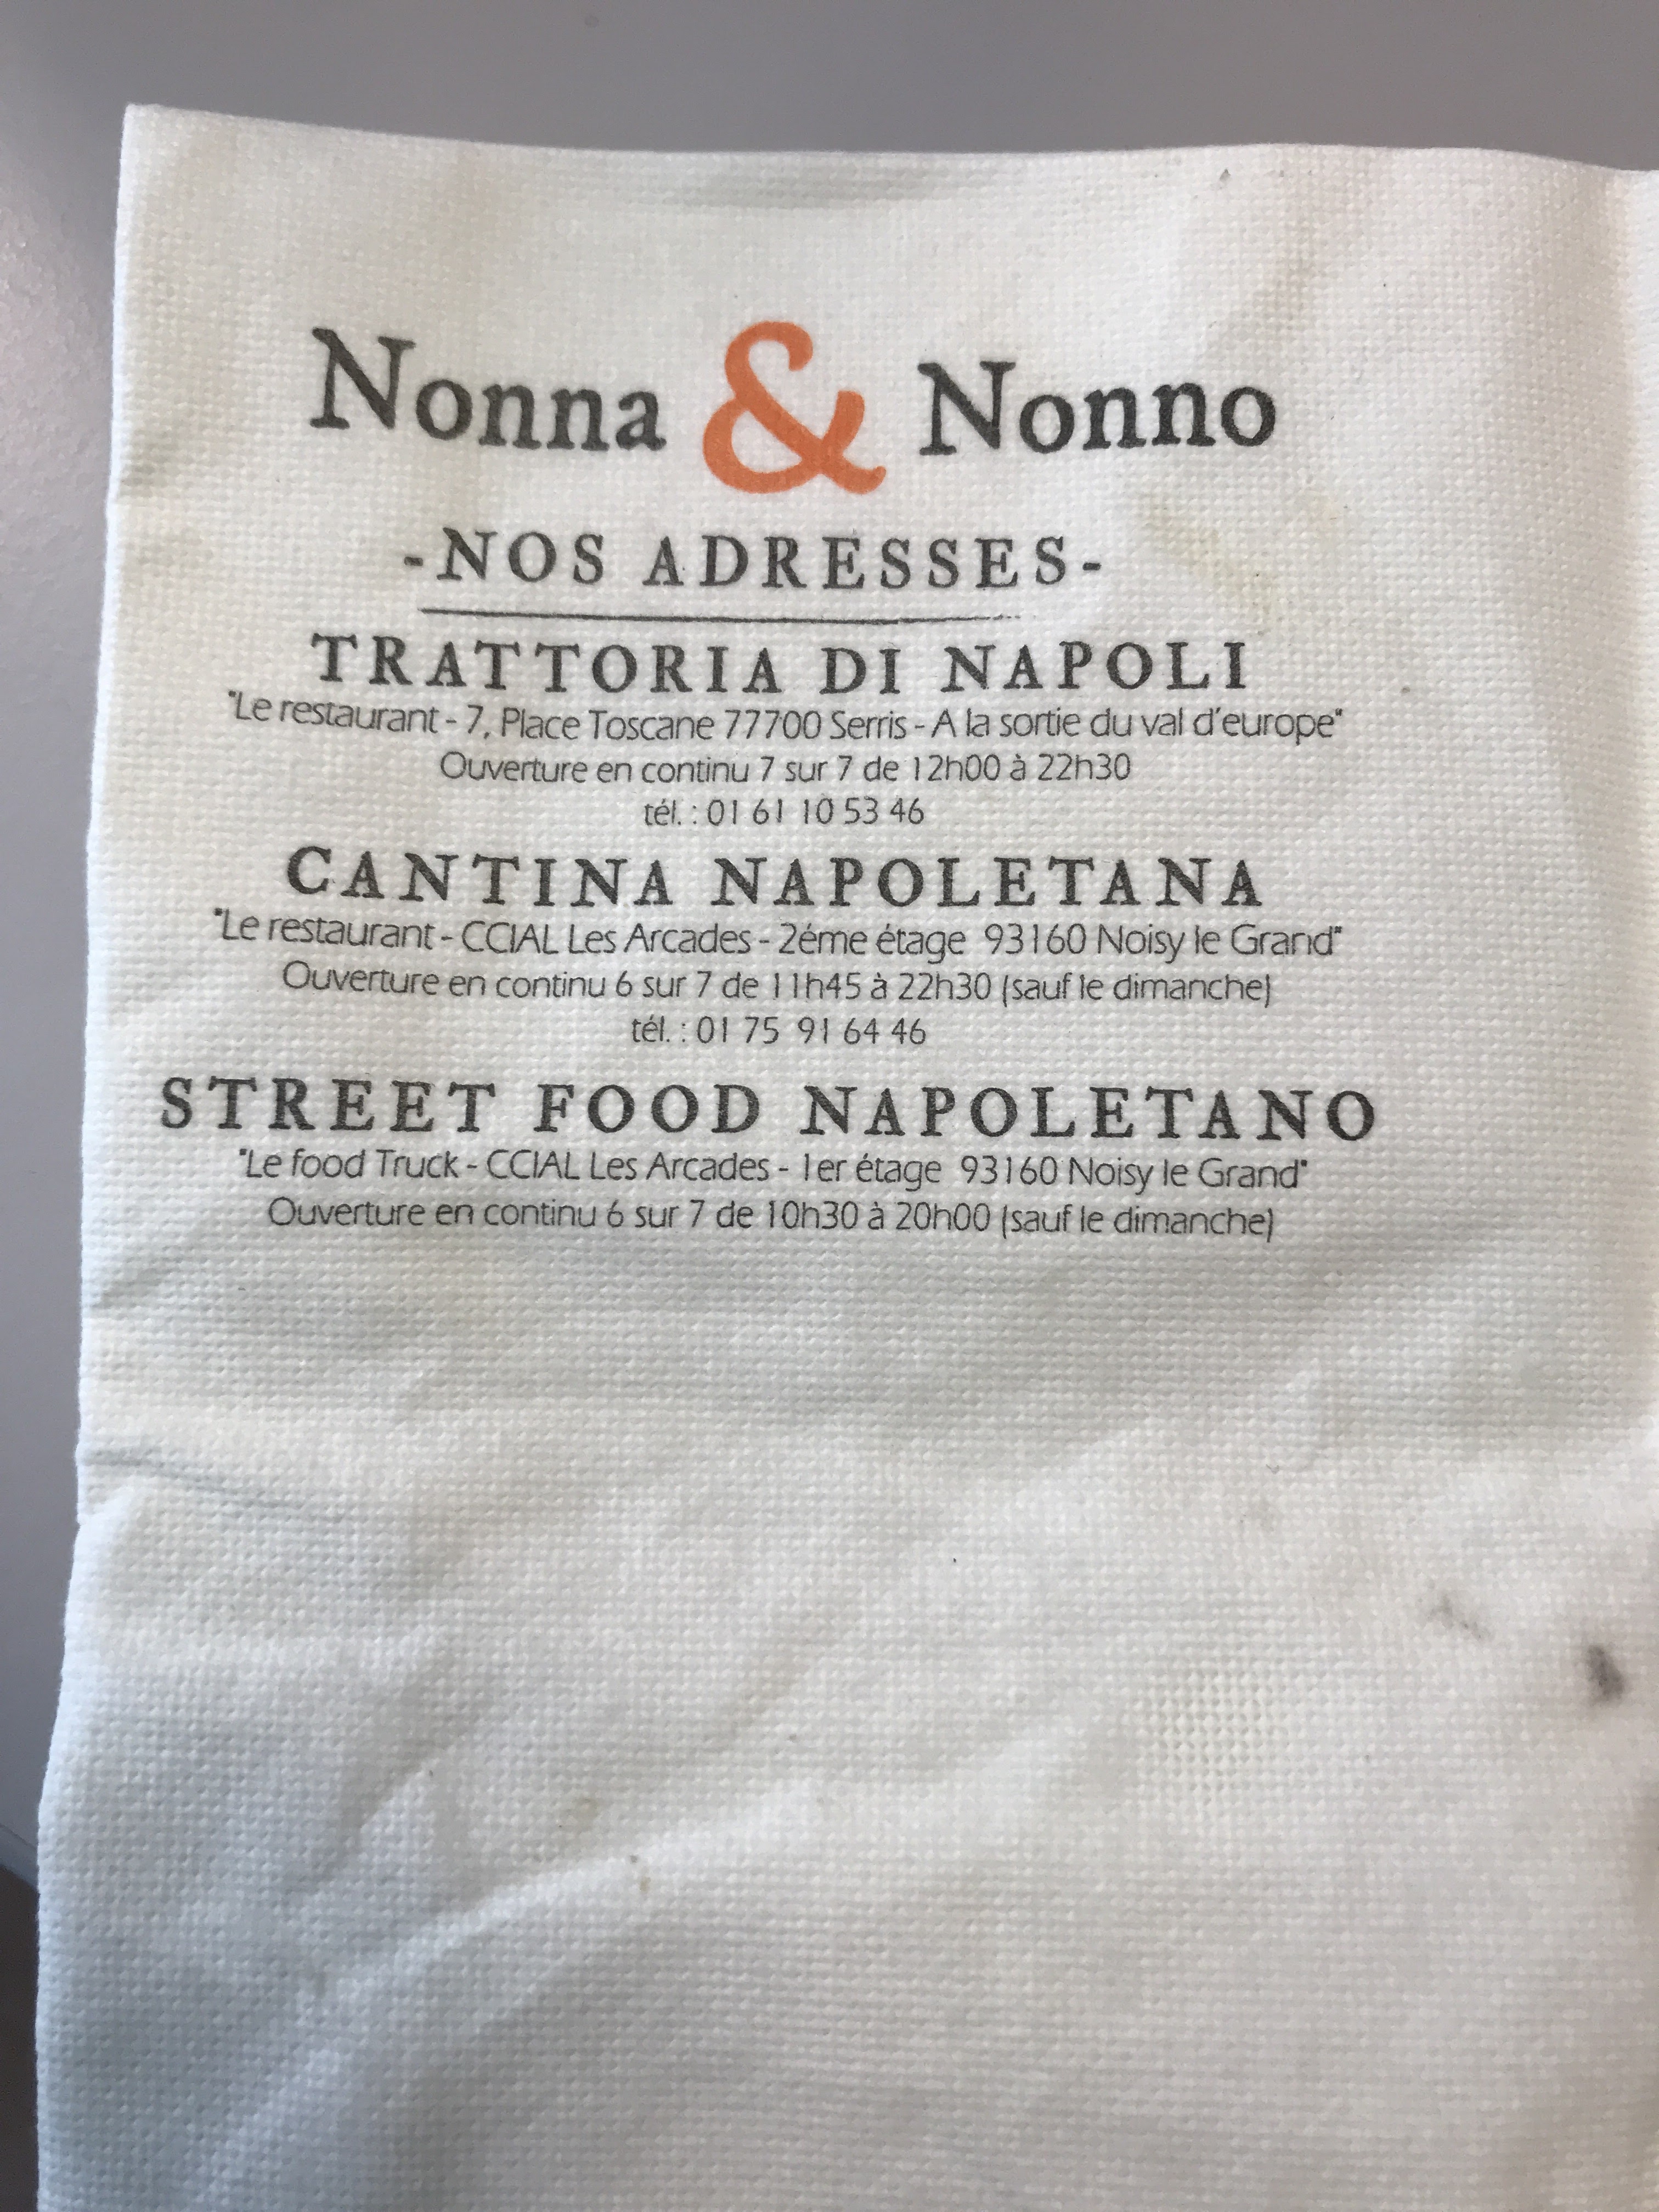 Nonna & Nonno
-NOS ADRESSES-
TRATTORIA DI NAPOLI
"Le restaurant - 7, Place Toscane 77700 Serris - A la sortie du val d'europe"
Ouverture en continu 7 sur 7 de 12h00 à 22h30
tél. : 01 61 10 53 46
CANTINA NAPOLETANA
"Le restaurant - CCIAL Les Arcades - 2éme étage 93160 Noisy le Grand"
Ouverture en continu 6 sur 7 de 11h45 à 22h30 (sauf le dimanche)
tél. : 01 75 91 64 46
STREET FOOD NAPOLETANO
"Le food Truck - CCIAL Les Arcades - 1er étage 93160 Noisy le Grand"
Ouverture en continu 6 sur 7 de 10h30 à 20h00 (sauf le dimanche)